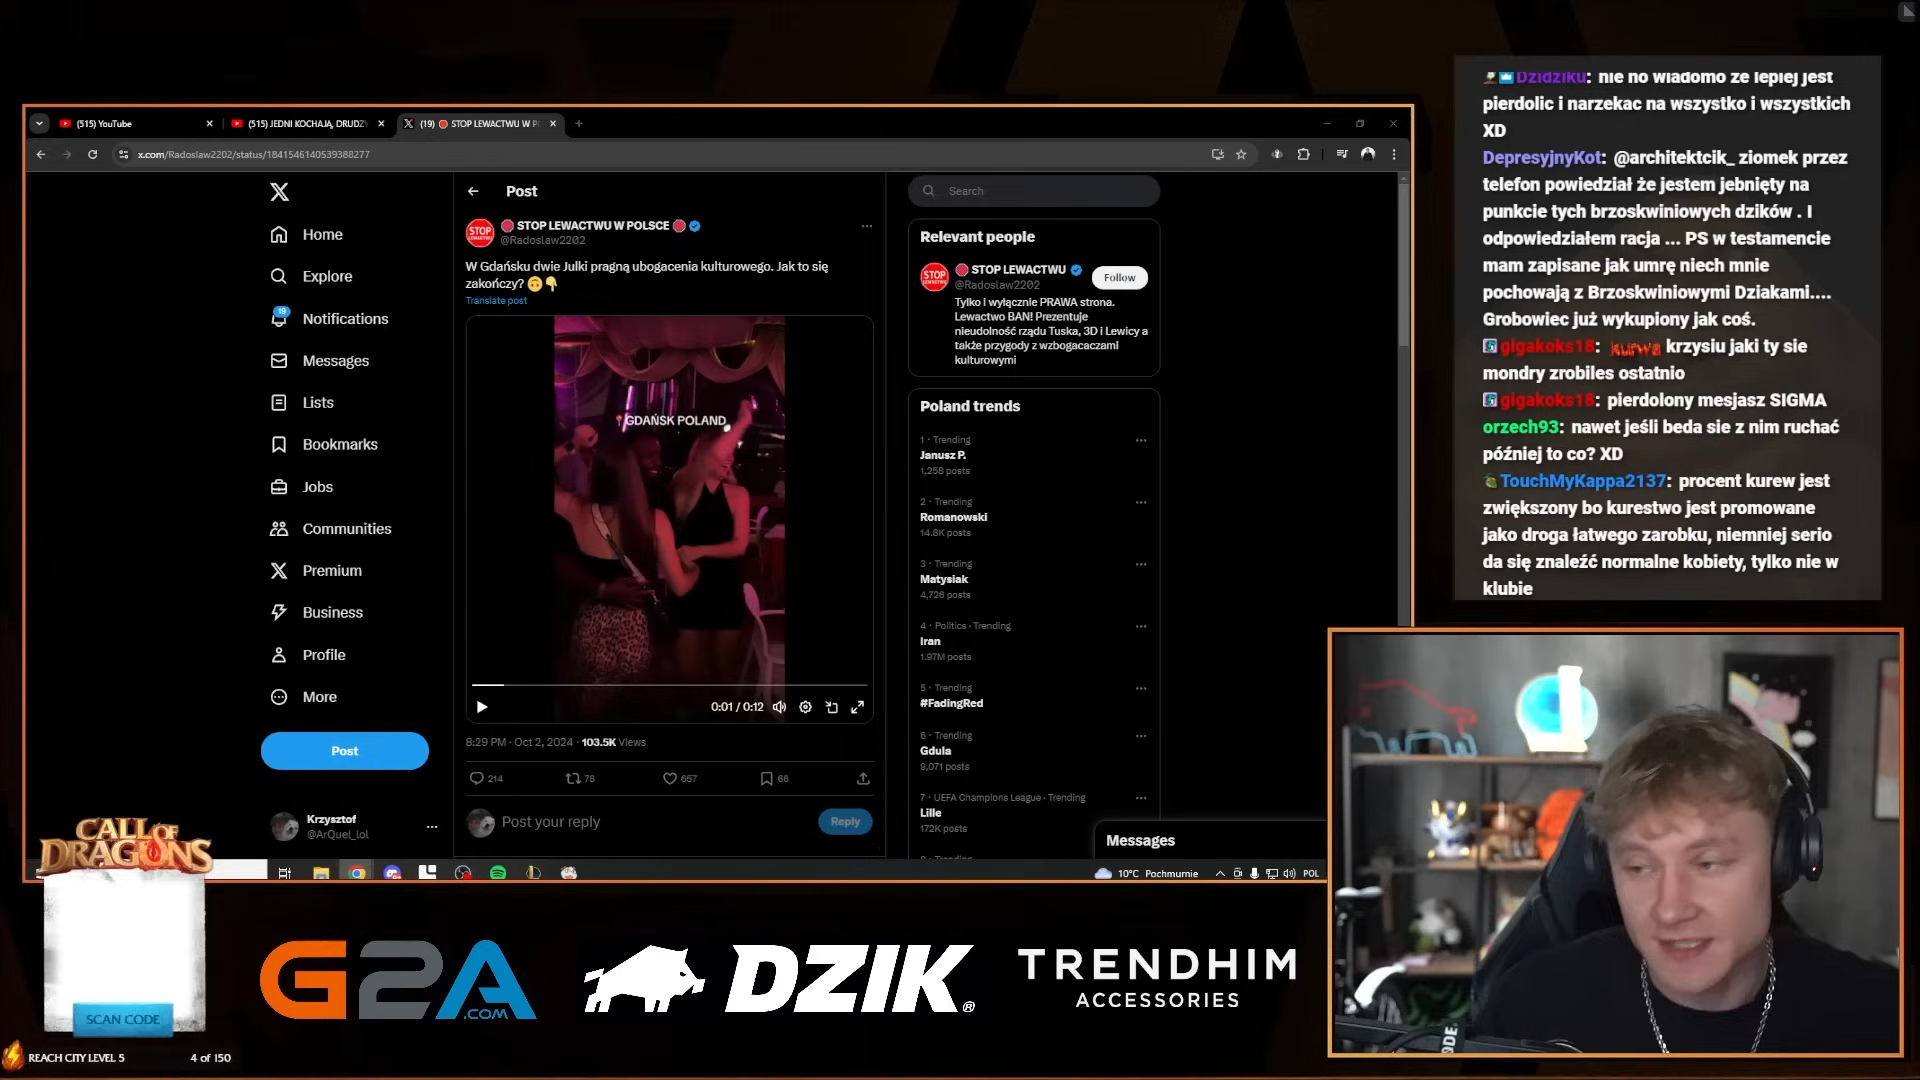 (515) YouTube
(515) JEDNI KOCHAJĄ, DRUDZY
(19) STOP LEWACTWU W P
x.com/Radoslaw2202/status/1841546140539388277
Home
Explore
19
Notifications
Messages
Lists
Bookmarks
Jobs
Communities
Premium
Business
Profile
More
Post
Krzysztof
@ArQuel_lol
Post
STOP LEWACTWU W POLSCE
@Radoslaw2202
W Gdańsku dwie Julki pragną ubogacenia kulturowego. Jak to się
zakończy? 🙃👇
Translate post
STOP
GDAŃSK POLAND
0:01 / 0:12
8:29 PM · Oct 2, 2024 · 103.5K Views
214
78
657
66
Post your reply
Reply
Search
Relevant people
STOP LEWACTWU
@Radoslaw2202
Follow
Tylko i wyłącznie PRAWA strona.
Lewactwo BAN! Prezentuje
nieudolność rządu Tuska, 3D i Lewicy a
także przygody z wzbogacaczami
kulturowymi
Poland trends
1 · Trending
Janusz P.
1,258 posts
2 · Trending
Romanowski
14.8K posts
3 · Trending
Matysiak
4,726 posts
4 · Politics · Trending
Iran
1.97M posts
5 · Trending
#FadingRed
6 · Trending
Gdula
9,071 posts
7 · UEFA Champions League · Trending
Lille
172K posts
Messages
10°C Pochmurnie
POL
Dzidziku: nie no wiadomo ze lepiej jest
pierdolic i narzekac na wszystko i wszystkich
XD
DepresyjnyKot: @architektcik_ ziomek przez
telefon powiedział że jestem jebnięty na
punkcie tych brzoskwiniowych dzików . I
odpowiedziałem racja ... PS w testamencie
mam zapisane jak umrę niech mnie
pochowają z Brzoskwiniowymi Dziakami....
Grobowiec już wykupiony jak coś.
gigakoks18: kurwa krzysiu jaki ty sie
mondry zrobiles ostatnio
gigakoks18: pierdolony mesjasz SIGMA
orzech93: nawet jeśli beda sie z nim ruchać
później to co? XD
TouchMyKappa2137: procent kurew jest
zwiększony bo kurestwo jest promowane
jako droga łatwego zarobku, niemniej serio
da się znaleźć normalne kobiety, tylko nie w
klubie
CALL OF
DRAGONS
SCAN CODE
REACH CITY LEVEL 5
4 of 150
G2A
.COM
DZIK®
TRENDHIM
ACCESSORIES